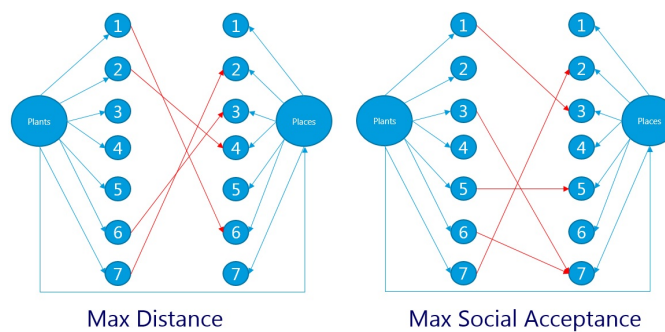 1 1 1 1
2 2 2 2
3 3 3 3
Plants Places Plants Places
4 4 4 4
5 5 5 5
6 6 6 6
7 7 7 7
Max Distance Max Social Acceptance